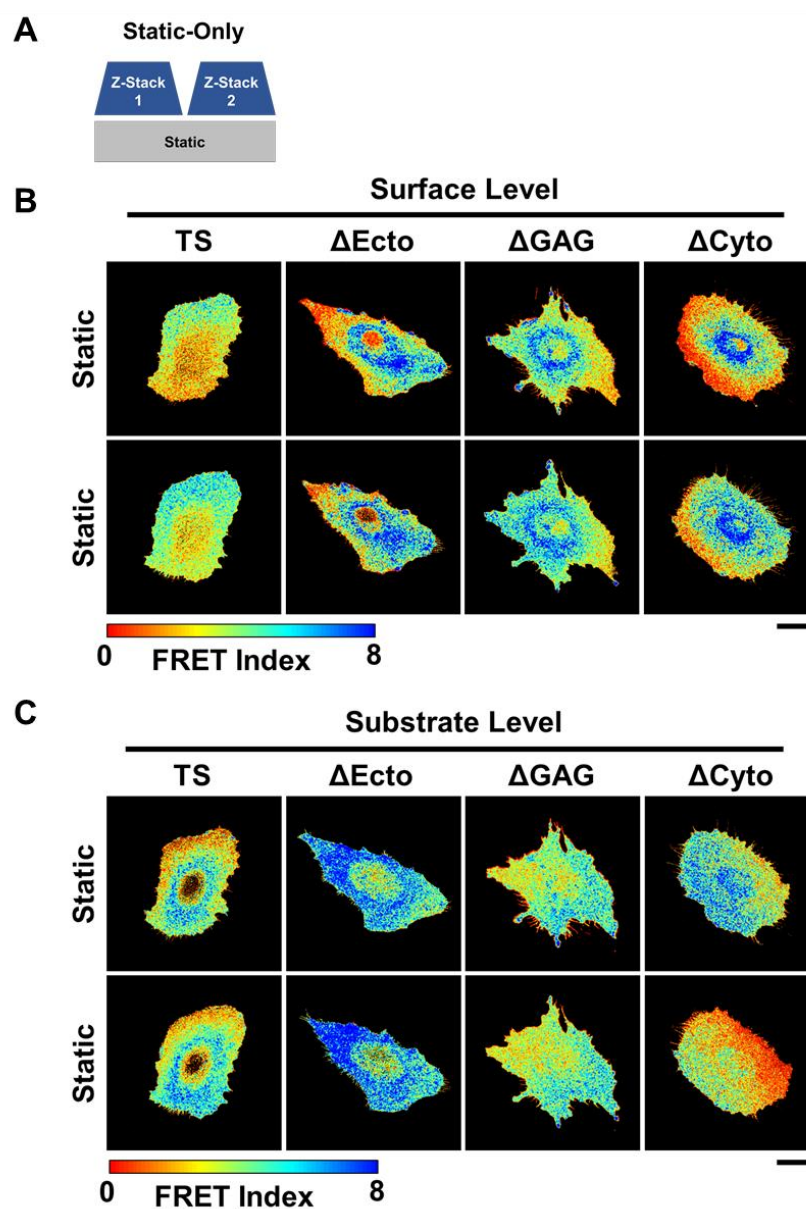 A
Static-Only
Z-Stack 1
Z-Stack 2
Static
B
Surface Level
TS ΔEcto ΔGAG ΔCyto
Static
Static
0 8
FRET Index
C
Substrate Level
TS ΔEcto ΔGAG ΔCyto
Static
Static
0 8
FRET Index